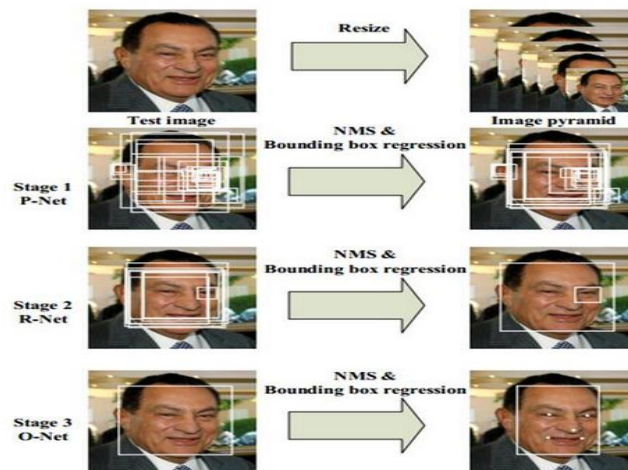 Resize
Test image
Image pyramid
NMS &
Bounding box regression
Stage 1
P-Net
NMS &
Bounding box regression
Stage 2
R-Net
NMS &
Bounding box regression
Stage 3
O-Net